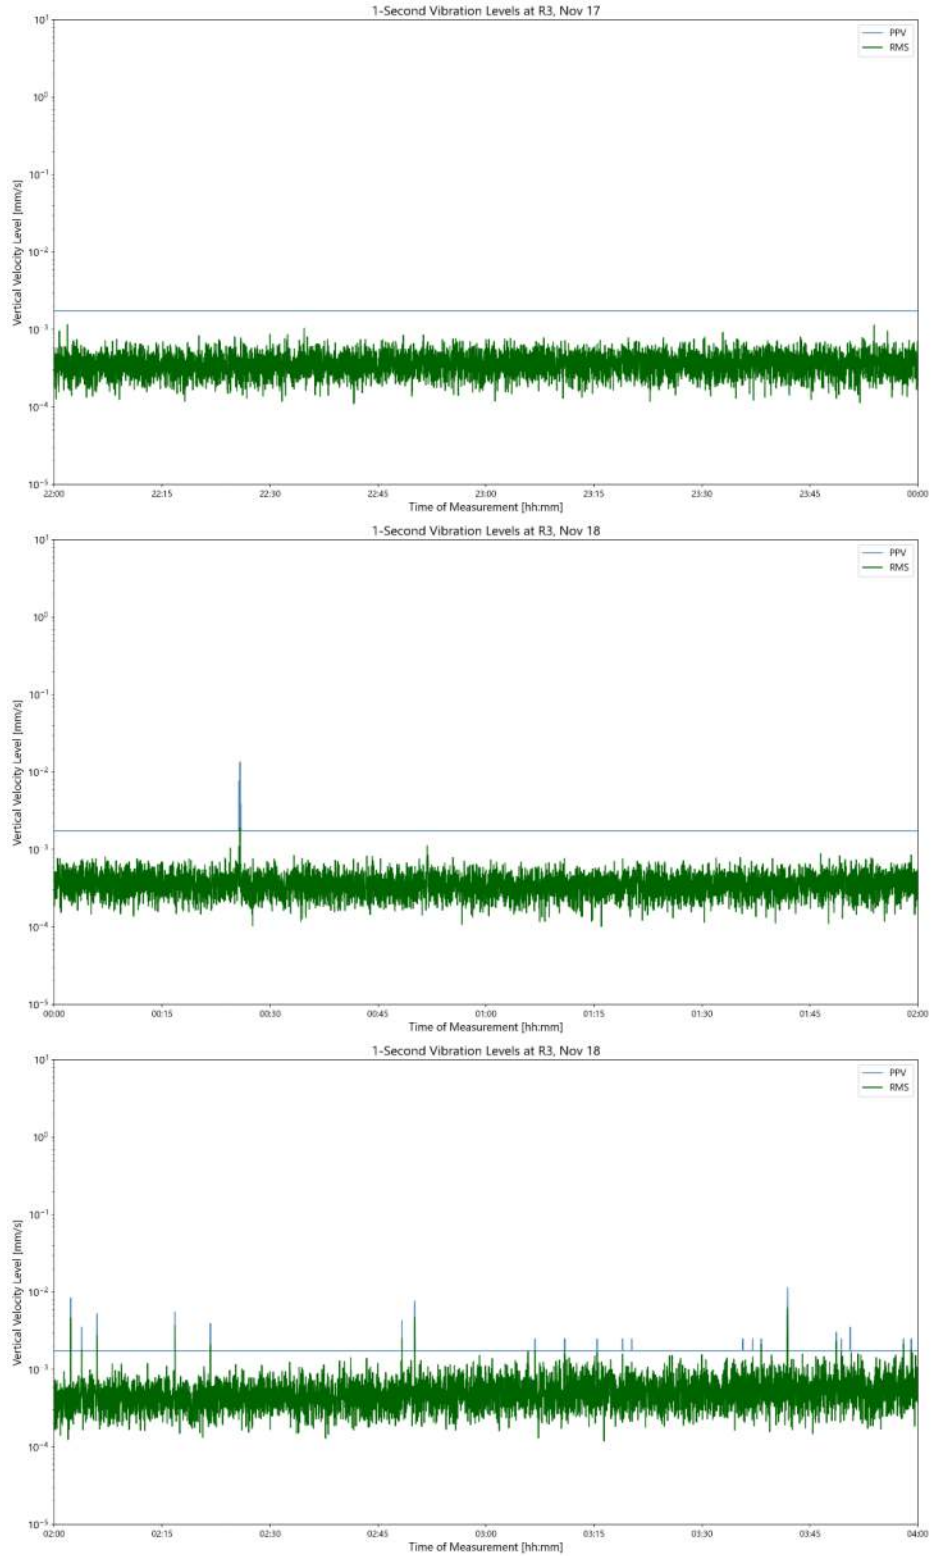 1-Second Vibration Levels at R3, Nov 17
PPV
RMS
10¹
10⁰
10⁻¹
10⁻²
10⁻³
10⁻⁴
10⁻⁵
Vertical Velocity Level [mm/s]
22:00 22:15 22:30 22:45 23:00 23:15 23:30 23:45 00:00
Time of Measurement [hh:mm]
1-Second Vibration Levels at R3, Nov 18
PPV
RMS
10¹
10⁰
10⁻¹
10⁻²
10⁻³
10⁻⁴
10⁻⁵
Vertical Velocity Level [mm/s]
00:00 00:15 00:30 00:45 01:00 01:15 01:30 01:45 02:00
Time of Measurement [hh:mm]
1-Second Vibration Levels at R3, Nov 18
PPV
RMS
10¹
10⁰
10⁻¹
10⁻²
10⁻³
10⁻⁴
10⁻⁵
Vertical Velocity Level [mm/s]
02:00 02:15 02:30 02:45 03:00 03:15 03:30 03:45 04:00
Time of Measurement [hh:mm]